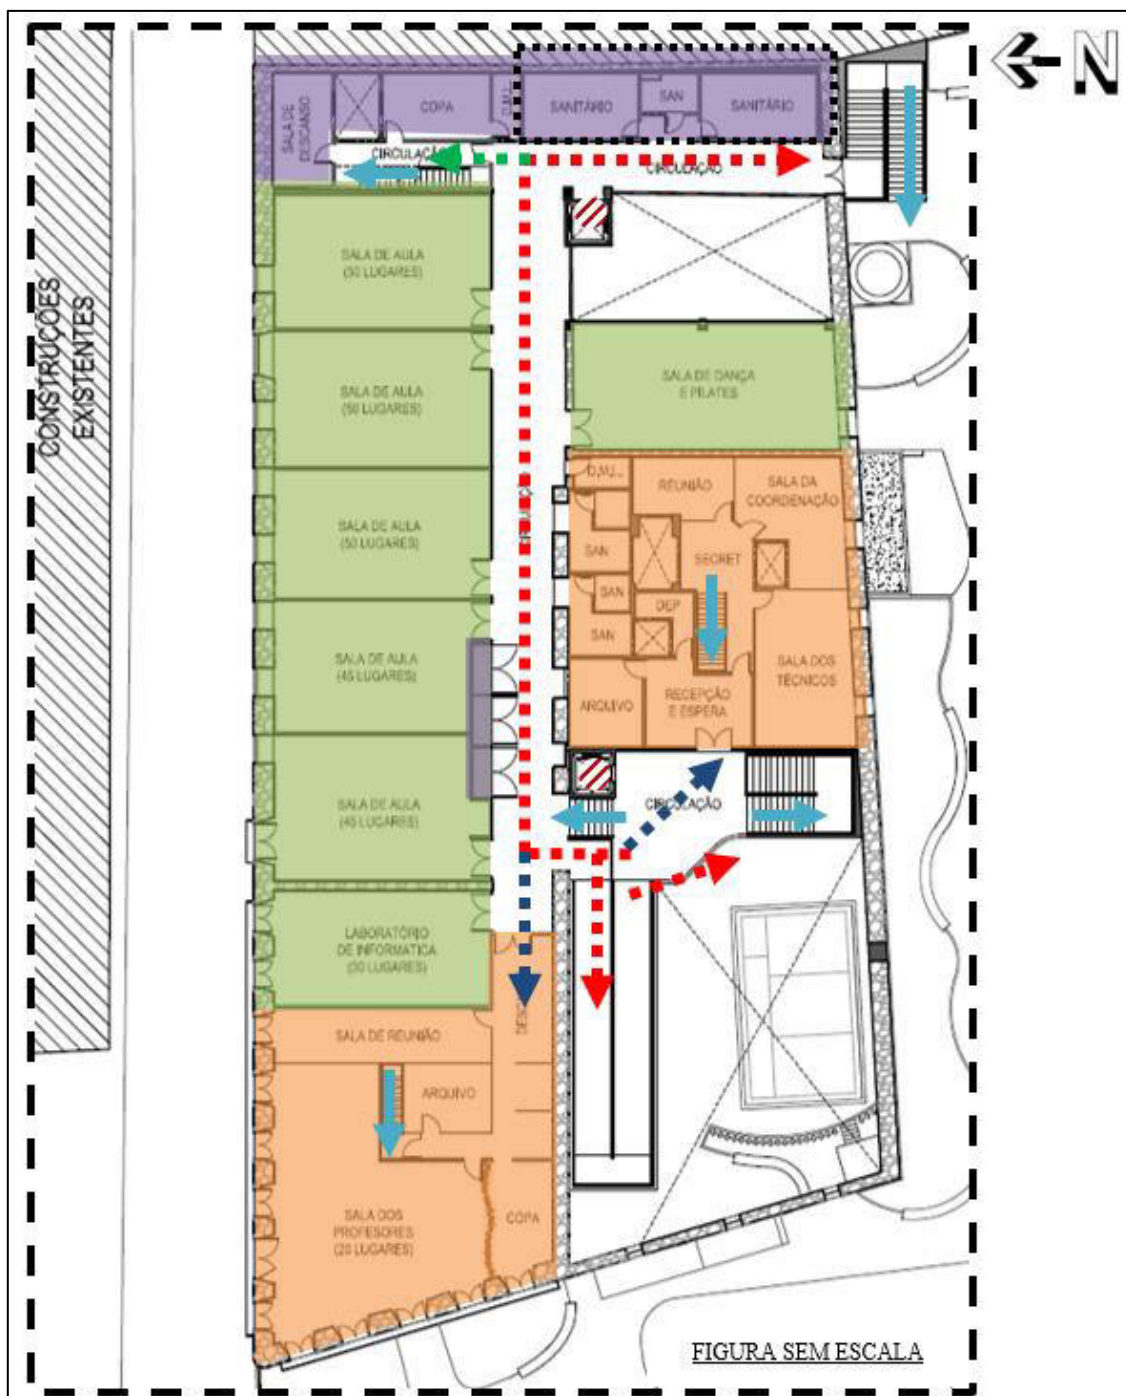 N
COPA
D.M.L
SANITÁRIO
SAN
SANITÁRIO
SALA DE
DESCANSO
CIRCULAÇÃO
CIRCULAÇÃO
CONSTRUÇÕES
EXISTENTES
SALA DE AULA
(50 LUGARES)
SALA DE AULA
(50 LUGARES)
SALA DE DANÇA
E PILATES
D.M.L.
REUNIÃO
SALA DA
COORDENAÇÃO
SALA DE AULA
(50 LUGARES)
SAN
SECRET
SAN
DEP
SAN
SALA DE AULA
(45 LUGARES)
SALA DOS
TÉCNICOS
ARQUIVO
RECEPÇÃO
E ESPERA
SALA DE AULA
(45 LUGARES)
CIRCULAÇÃO
LABORATÓRIO
DE INFORMÁTICA
(30 LUGARES)
SALA DE REUNIÃO
ARQUIVO
SALA DOS
PROFESORES
(20 LUGARES)
COPA
FIGURA SEM ESCALA